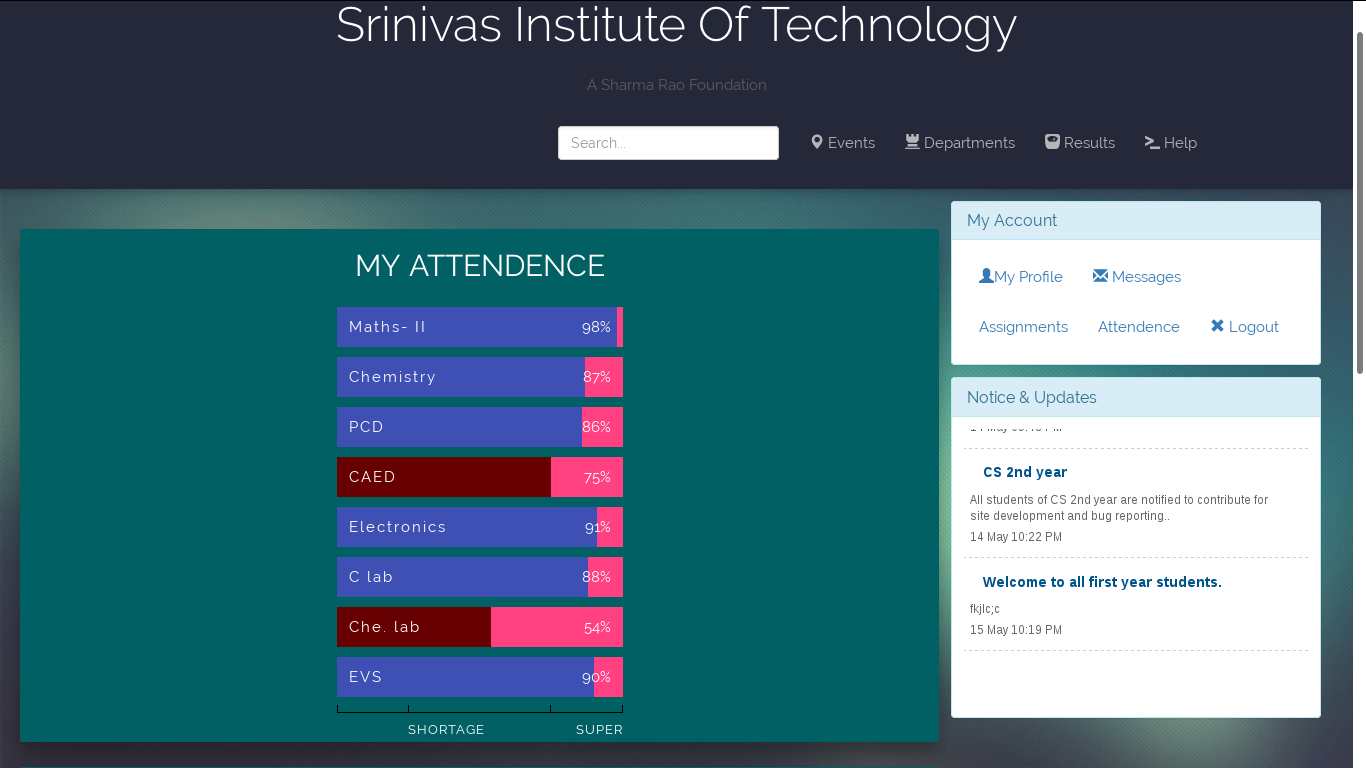 Srinivas Institute Of Technology
A Sharma Rao Foundation
Search...
Events
Departments
Results
Help
MY ATTENDENCE
Maths- II 98%
Chemistry 87%
PCD 86%
CAED 75%
Electronics 91%
C lab 88%
Che. lab 54%
EVS 90%
SHORTAGE SUPER
My Account
My Profile
Messages
Assignments
Attendence
Logout
Notice & Updates
CS 2nd year
All students of CS 2nd year are notified to contribute for
site development and bug reporting..
14 May 10:22 PM
Welcome to all first year students.
fkjlc;c
15 May 10:19 PM